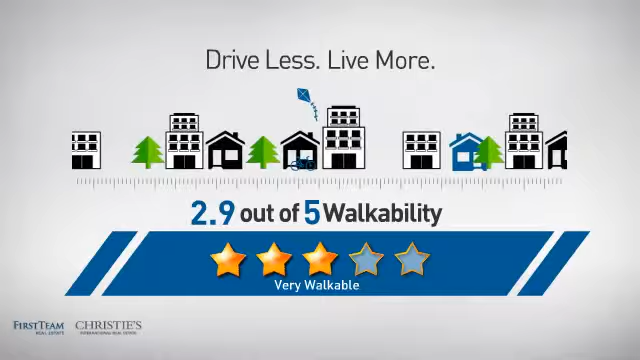 Drive Less. Live More.
2.9 out of 5 Walkability
Very Walkable
FIRST TEAM CHRISTIE'S
REAL ESTATE INTERNATIONAL REAL ESTATE